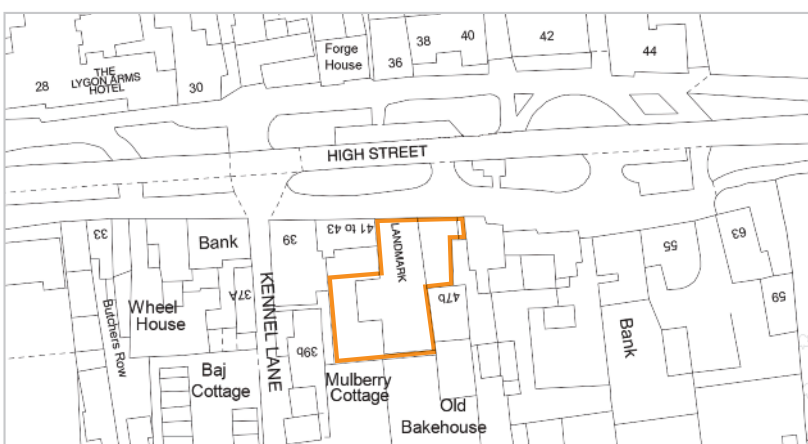 28
THE
LYGON ARMS
HOTEL
30
Forge
House
36
38
40
42
44
HIGH STREET
33
Bank
39
41 to 43
LANDMARK
55
63
37A
KENNEL LANE
47b
59
Wheel
House
Butchers Row
39b
Bank
Baj
Cottage
Mulberry
Cottage
Old
Bakehouse